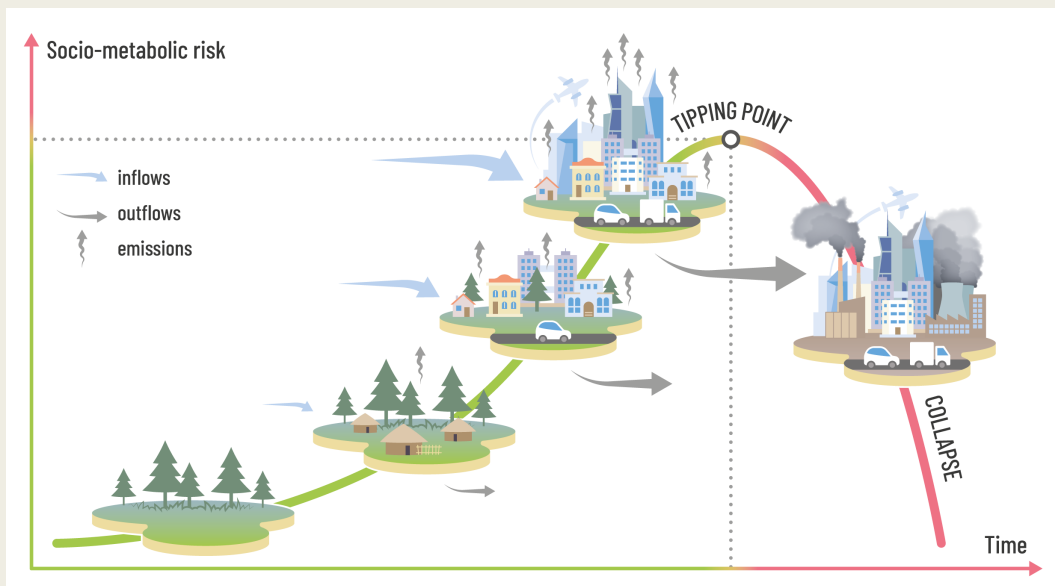 Socio-metabolic risk
TIPPING POINT
inflows
outflows
emissions
COLLAPSE
Time